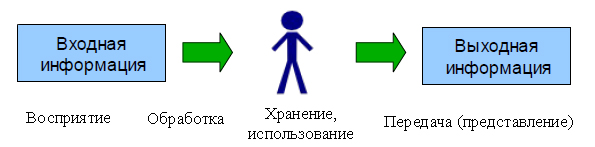 Входная
информация
Выходная
информация
Восприятие
Обработка
Хранение,
использование
Передача (представление)